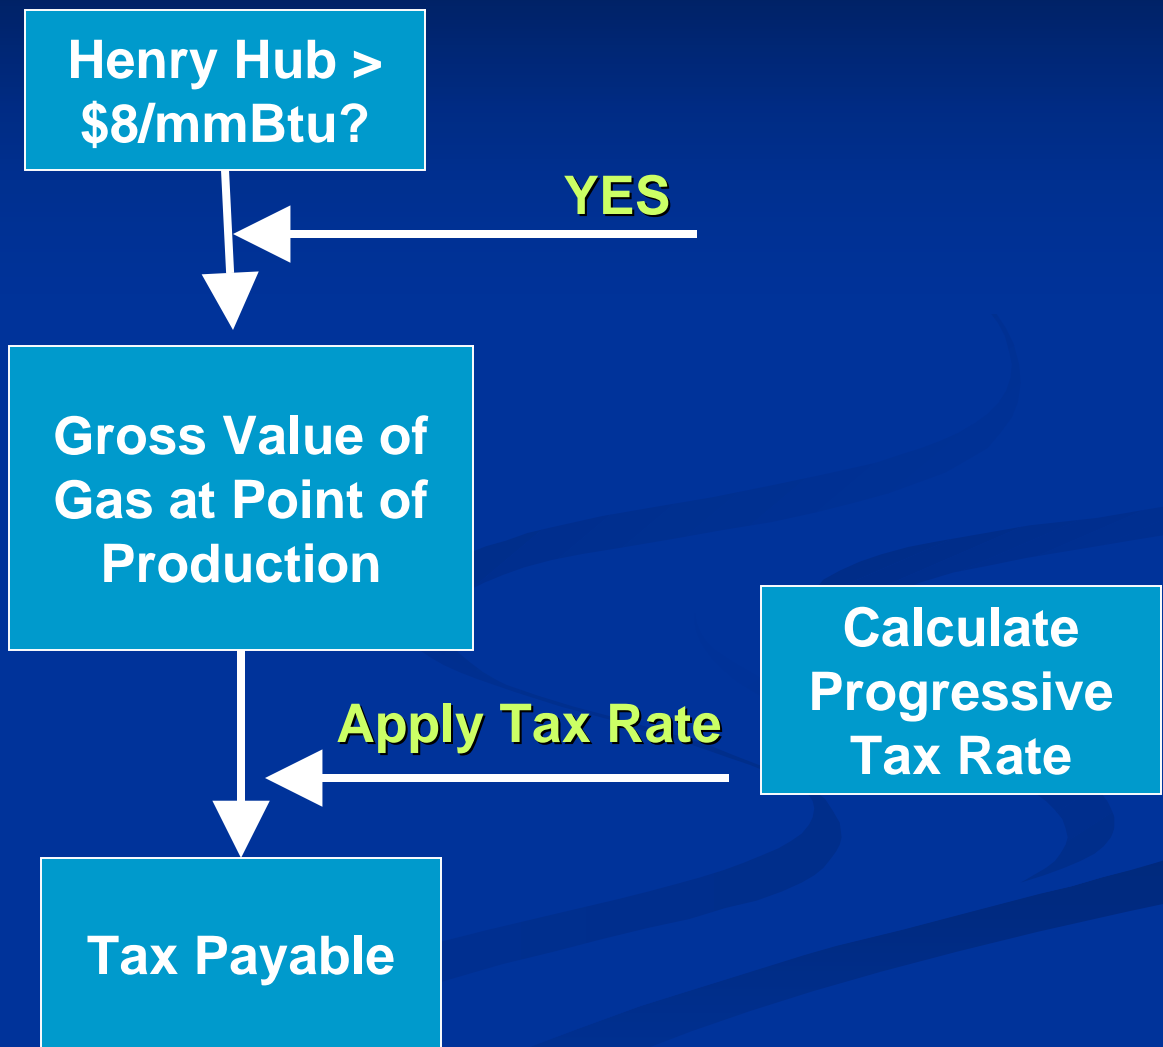 Henry Hub >
$8/mmBtu?
YES
Gross Value of
Gas at Point of
Production
Calculate
Progressive
Tax Rate
Apply Tax Rate
Tax Payable